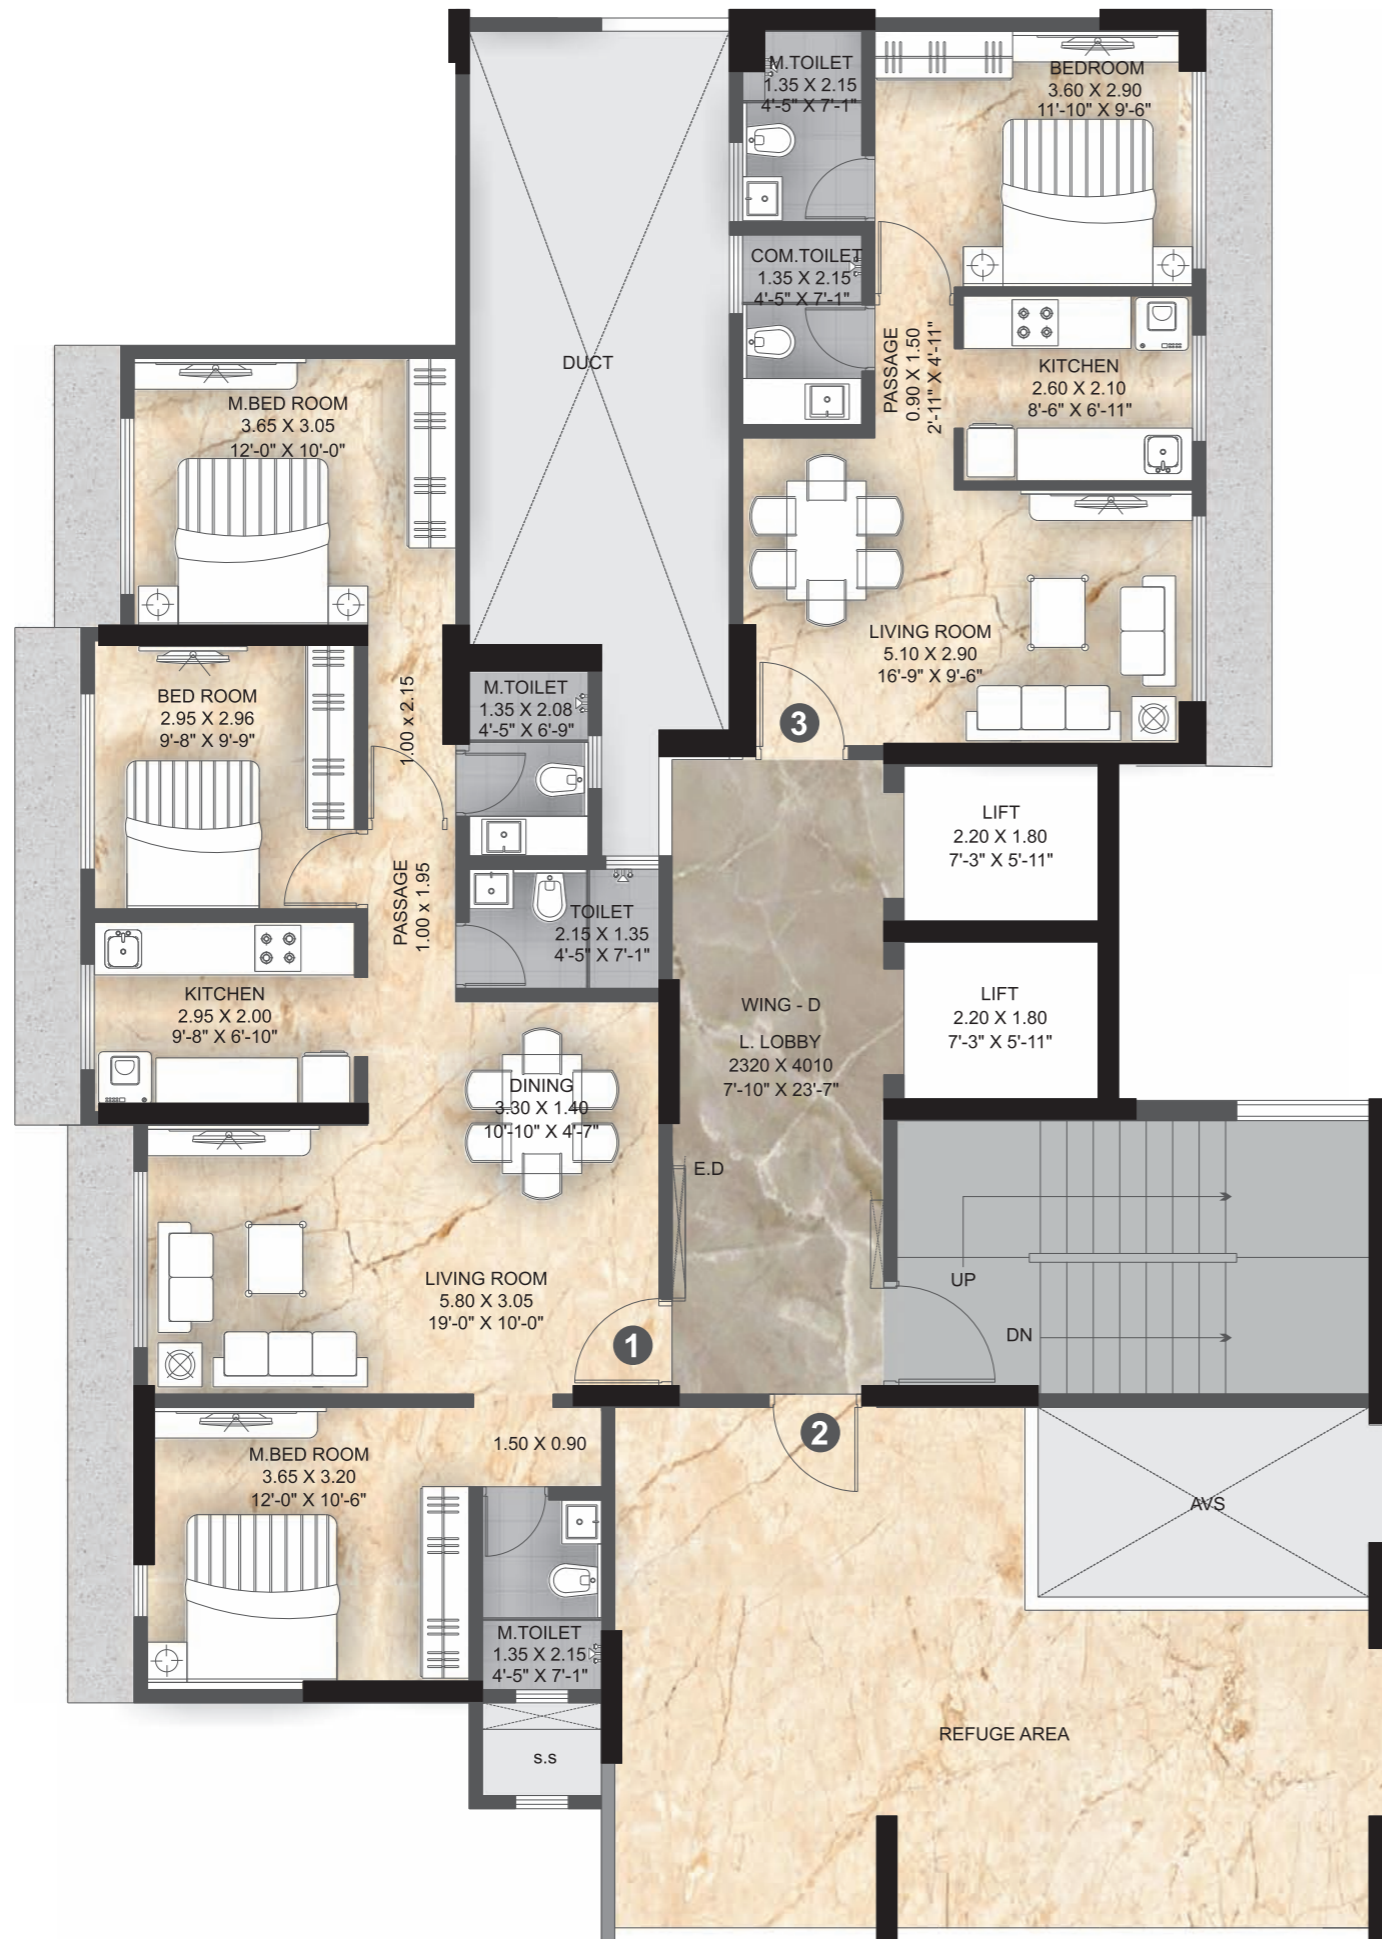 M.TOILET
1.35 X 2.15
4'-5" X 7'-1"
BEDROOM
3.60 X 2.90
11'-10" X 9'-6"
COM.TOILET
1.35 X 2.15
4'-5" X 7'-1"
DUCT
PASSAGE
0.90 X 1.50
2'-11" X 4'-11"
KITCHEN
2.60 X 2.10
8'-6" X 6'-11"
M.BED ROOM
3.65 X 3.05
12'-0" X 10'-0"
LIVING ROOM
5.10 X 2.90
16'-9" X 9'-6"
BED ROOM
2.95 X 2.96
9'-8" X 9'-9"
1.00 x 2.15
M.TOILET
1.35 X 2.08
4'-5" X 6'-9"
3
LIFT
2.20 X 1.80
7'-3" X 5'-11"
PASSAGE
1.00 x 1.95
TOILET
2.15 X 1.35
4'-5" X 7'-1"
KITCHEN
2.95 X 2.00
9'-8" X 6'-10"
WING - D
L. LOBBY
2320 X 4010
7'-10" X 23'-7"
LIFT
2.20 X 1.80
7'-3" X 5'-11"
DINING
3.30 X 1.40
10'-10" X 4'-7"
E.D
LIVING ROOM
5.80 X 3.05
19'-0" X 10'-0"
UP
DN
1
2
M.BED ROOM
3.65 X 3.20
12'-0" X 10'-6"
1.50 X 0.90
AVS
M.TOILET
1.35 X 2.15
4'-5" X 7'-1"
s.s
REFUGE AREA